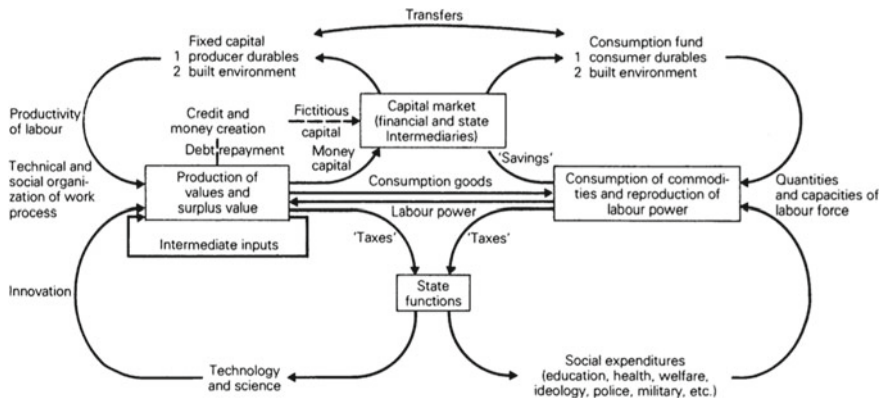 Transfers
Fixed capital
1 producer durables
2 built environment
Consumption fund
1 consumer durables
2 built environment
Productivity
of labour
Credit and
money creation
Debt repayment
Fictitious
capital
Money
capital
Capital market
(financial and state
Intermediaries)
'Savings'
Technical and
social organi-
zation of work
process
Production of
values and
surplus value
Consumption goods
Labour power
Consumption of commodi-
ties and reproduction of
labour power
Quantities
and capacities of
labour force
Intermediate inputs
'Taxes'
'Taxes'
Innovation
State
functions
Technology
and science
Social expenditures
(education, health, welfare,
ideology, police, military, etc.)